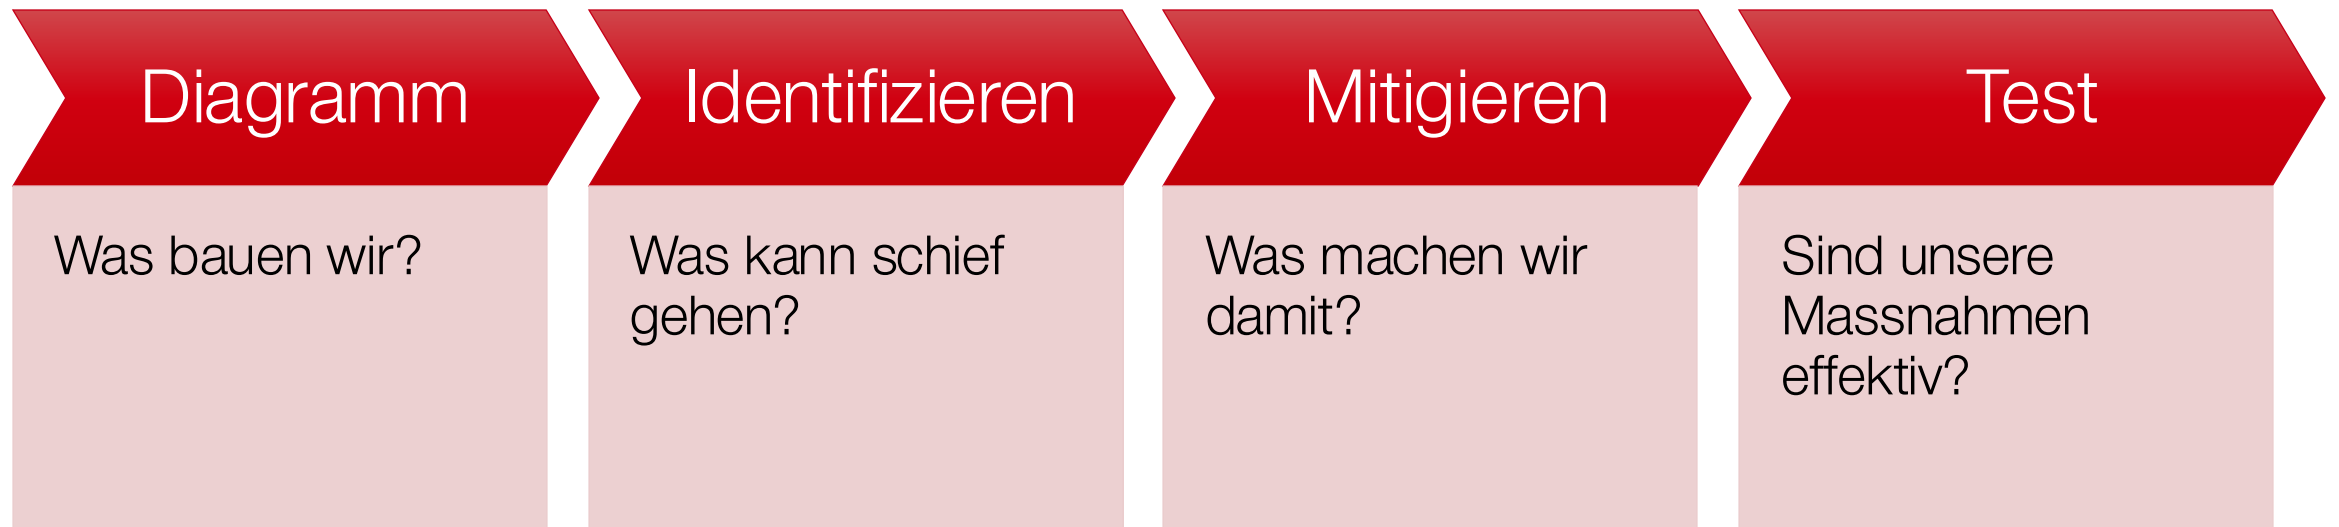 Diagramm
Identifizieren
Mitigieren
Test
Was bauen wir?
Was kann schief
gehen?
Was machen wir
damit?
Sind unsere
Massnahmen
effektiv?